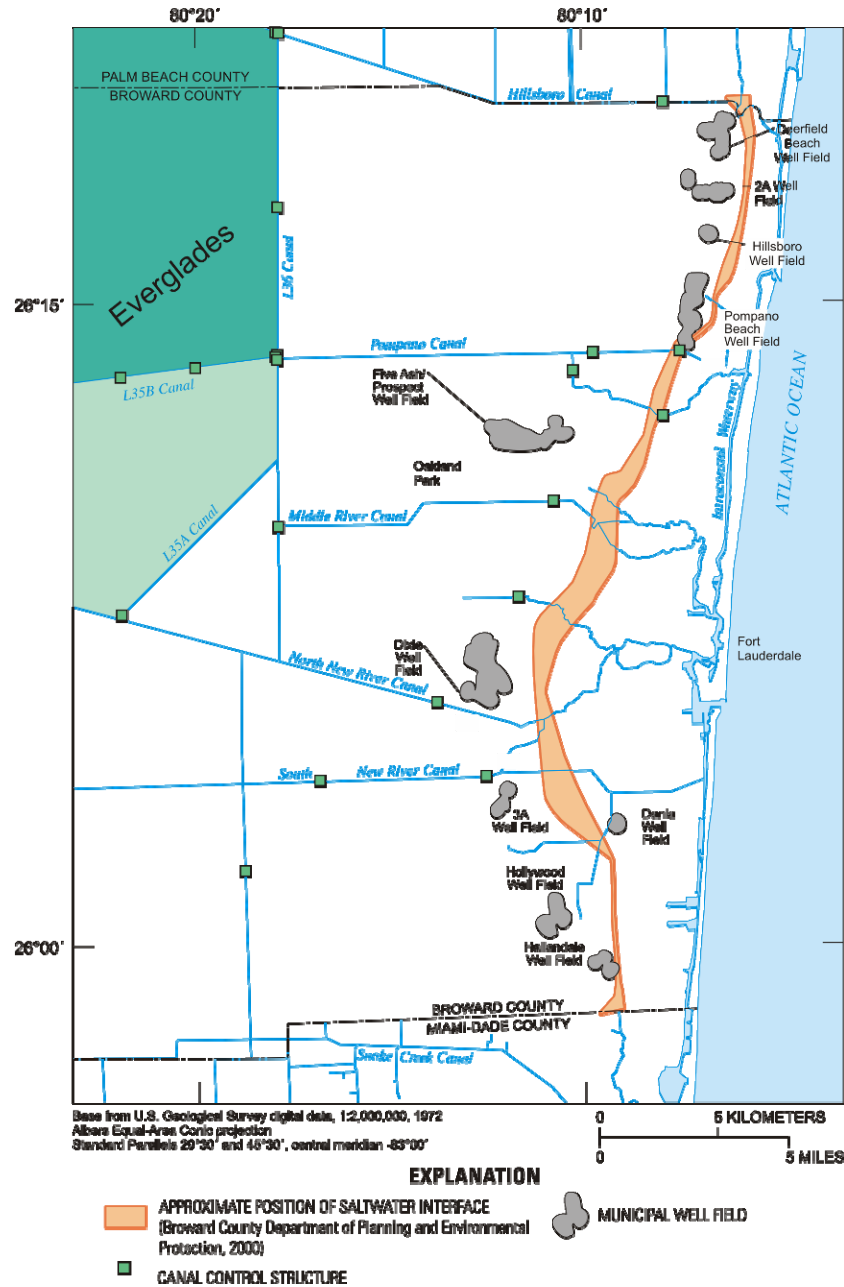 80°20′
80°10′
PALM BEACH COUNTY
BROWARD COUNTY
Hillsboro Canal
Deerfield
Beach
Well Field
2A Well
Field
Everglades
L36 Canal
Hillsboro
Well Field
26°15′
Pompano
Beach
Well Field
Pompano Canal
L35B Canal
Five Ash/
Prospect
Well Field
Intracoastal Waterway
ATLANTIC OCEAN
Oakland
Park
Middle River Canal
L35A Canal
Dixie
Well
Field
Fort
Lauderdale
North New River Canal
South New River Canal
3A
Well Field
Dania
Well
Field
Hollywood
Well Field
26°00′
Hallandale
Well Field
BROWARD COUNTY
MIAMI-DADE COUNTY
Snake Creek Canal
Base from U.S. Geological Survey digital data, 1:2,000,000, 1972
Albers Equal-Area Conic projection
Standard Parallels 29°30′ and 45°30′, central meridian -83°00′
0 5 KILOMETERS
0 5 MILES
EXPLANATION
APPROXIMATE POSITION OF SALTWATER INTERFACE
(Broward County Department of Planning and Environmental
Protection, 2000)
MUNICIPAL WELL FIELD
CANAL CONTROL STRUCTURE